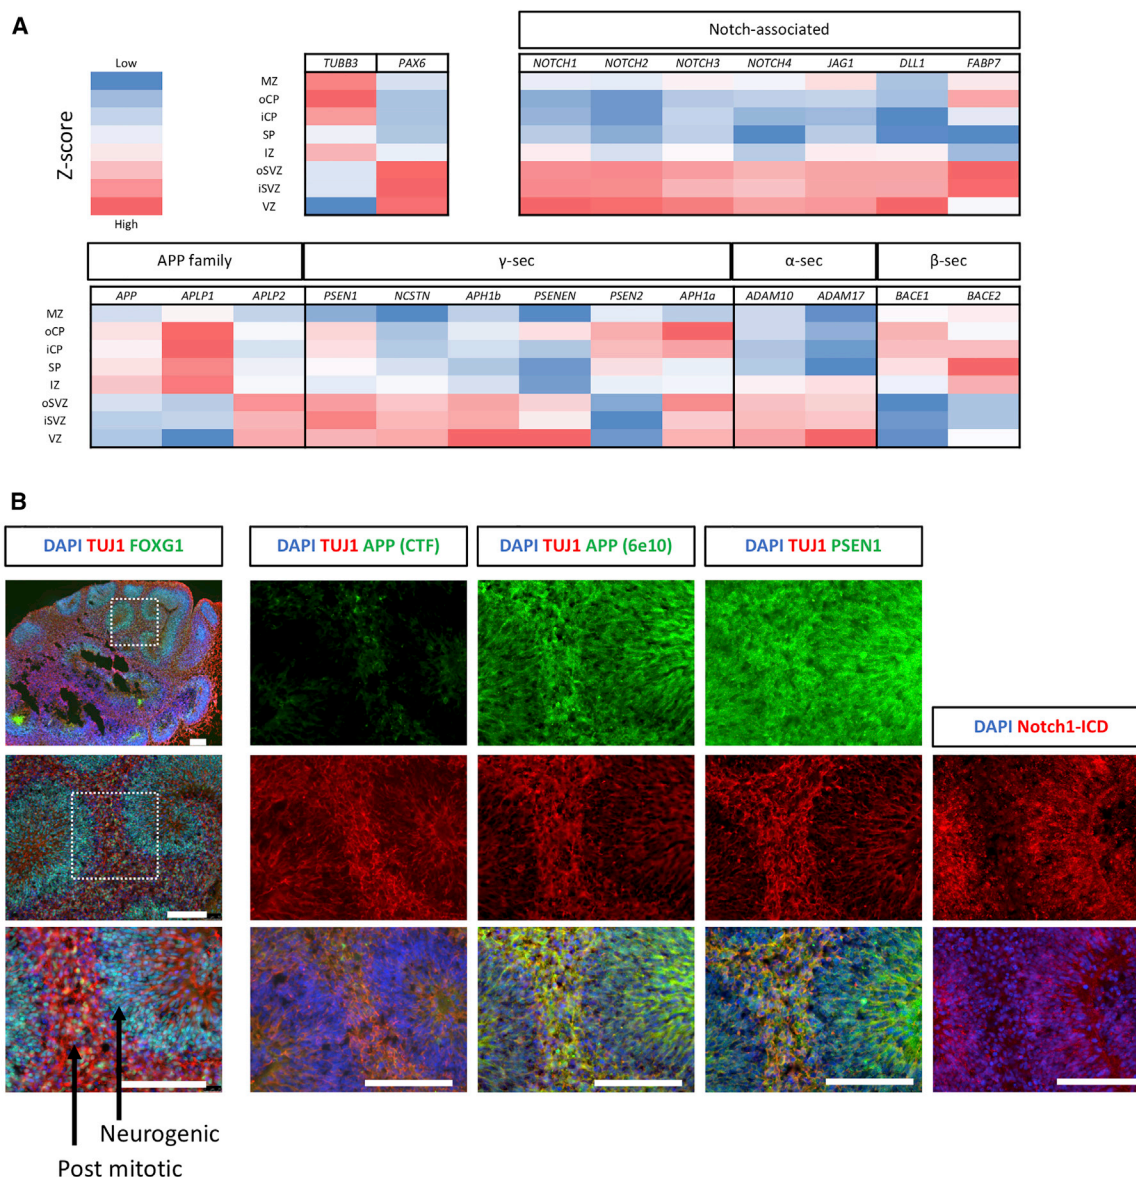 A
Notch-associated
Low
Z-score
High
TUBB3 PAX6
NOTCH1 NOTCH2 NOTCH3 NOTCH4 JAG1 DLL1 FABP7
MZ
oCP
iCP
SP
IZ
oSVZ
iSVZ
VZ
APP family γ-sec α-sec β-sec
APP APLP1 APLP2 PSEN1 NCSTN APH1b PSENEN PSEN2 APH1a ADAM10 ADAM17 BACE1 BACE2
MZ
oCP
iCP
SP
IZ
oSVZ
iSVZ
VZ
B
DAPI TUJ1 FOXG1
DAPI TUJ1 APP (CTF)
DAPI TUJ1 APP (6e10)
DAPI TUJ1 PSEN1
DAPI Notch1-ICD
Neurogenic
Post mitotic